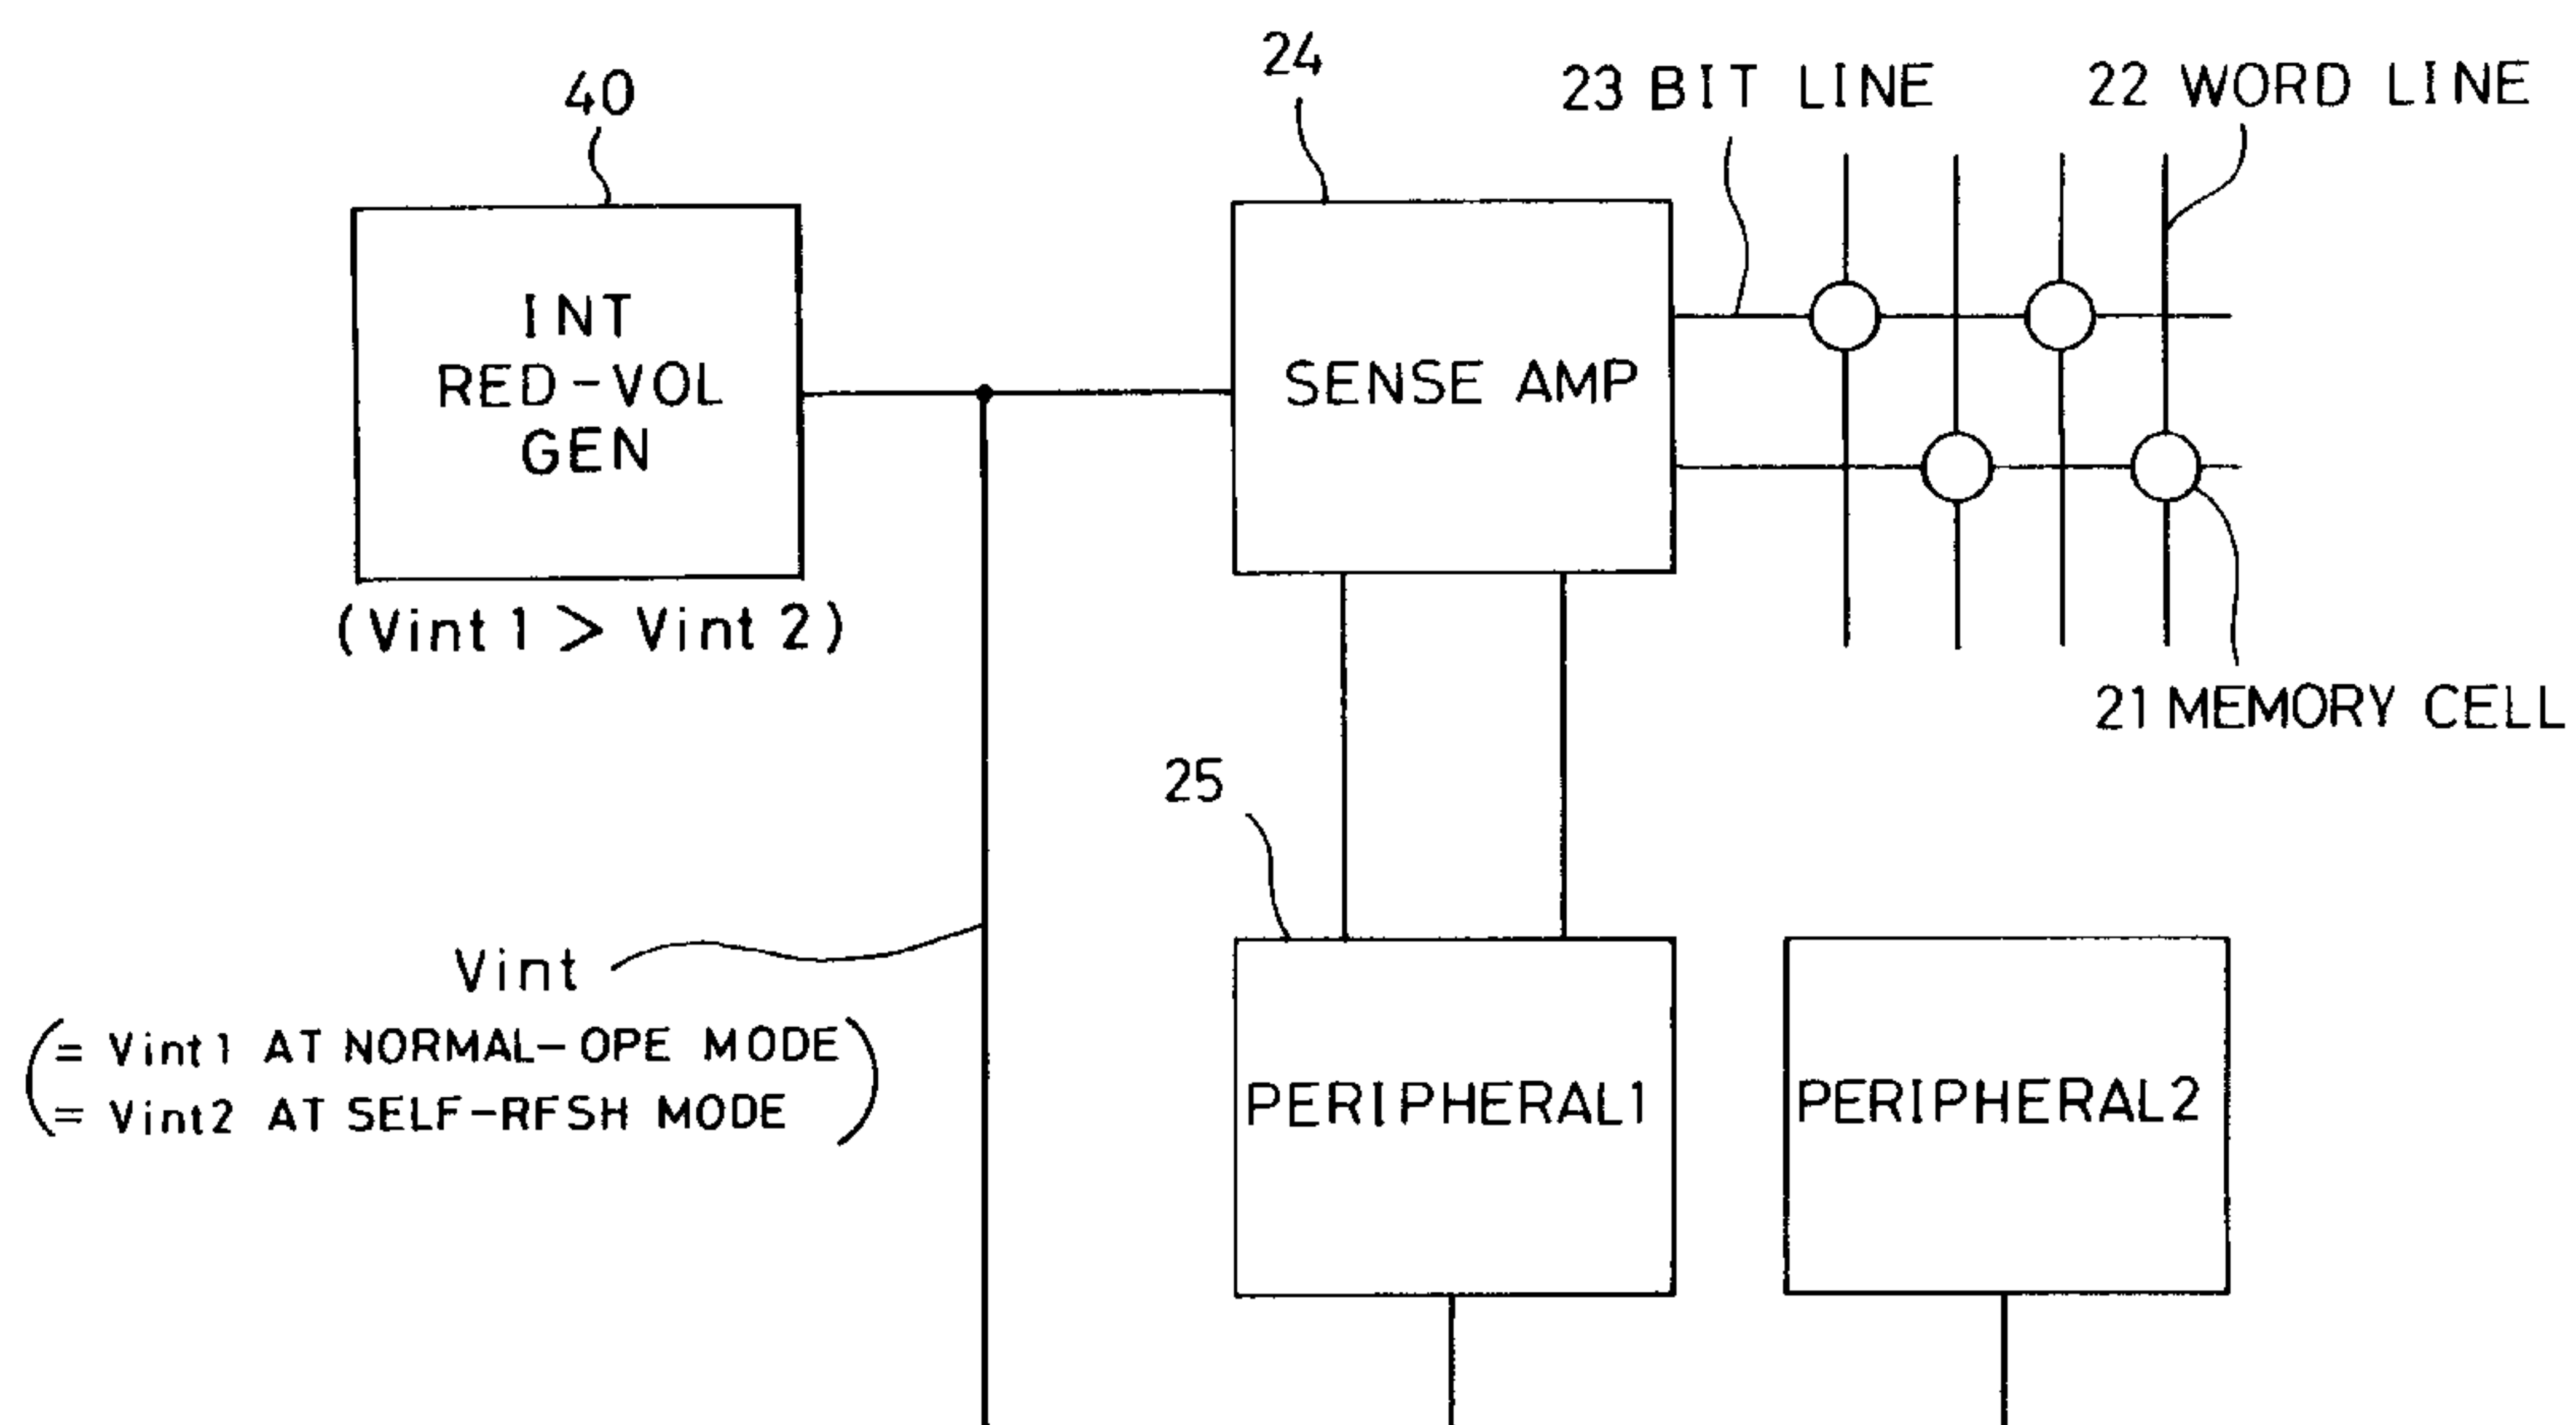 40
24
23 BIT LINE
22 WORD LINE
INT
RED-VOL
GEN
SENSE AMP
(Vint 1 > Vint 2)
21 MEMORY CELL
25
Vint
(= Vint1 AT NORMAL-OPE MODE
= Vint2 AT SELF-RFSH MODE)
PERIPHERAL1
PERIPHERAL2